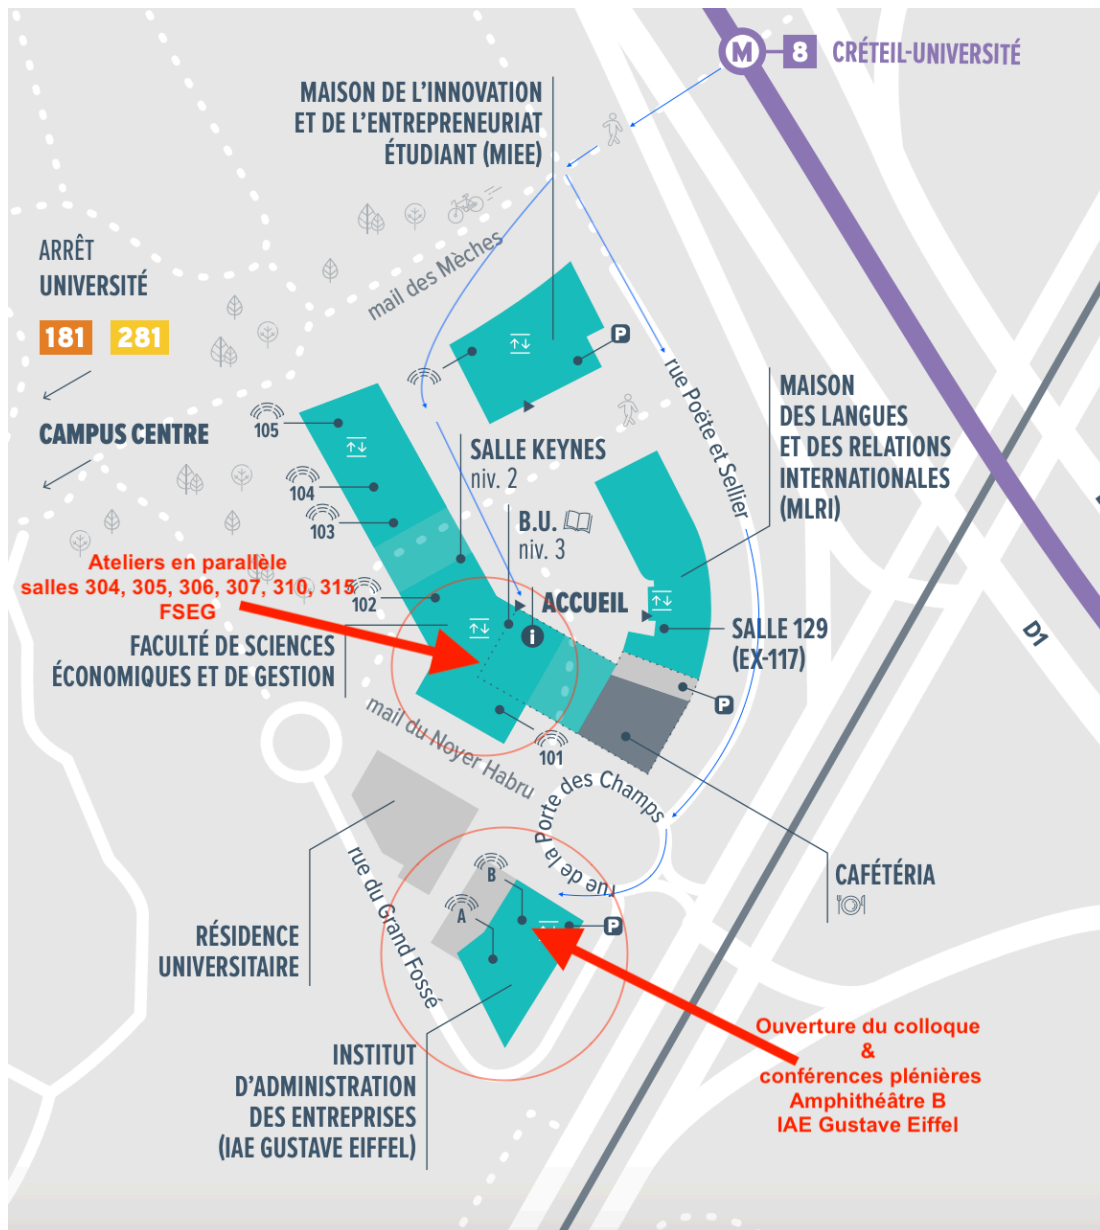 M 8 CRÉTEIL-UNIVERSITÉ
MAISON DE L'INNOVATION
ET DE L'ENTREPRENEURIAT
ÉTUDIANT (MIEE)
ARRÊT
UNIVERSITÉ
181 281
CAMPUS CENTRE
mail des Mèches
P
rue Poëte et Sellier
MAISON
DES LANGUES
ET DES RELATIONS
INTERNATIONALES
(MLRI)
105
104
103
SALLE KEYNES
niv. 2
B.U.
niv. 3
Ateliers en parallèle
salles 304, 305, 306, 307, 310, 315
FSEG
102
ACCUEIL
i
SALLE 129
(EX-117)
D1
FACULTÉ DE SCIENCES
ÉCONOMIQUES ET DE GESTION
P
mail du Noyer Habru
101
rue de la Porte des Champs
CAFÉTÉRIA
rue du Grand Fossé
B
A
P
RÉSIDENCE
UNIVERSITAIRE
Ouverture du colloque
&
conférences plénières
Amphithéâtre B
IAE Gustave Eiffel
INSTITUT
D'ADMINISTRATION
DES ENTREPRISES
(IAE GUSTAVE EIFFEL)